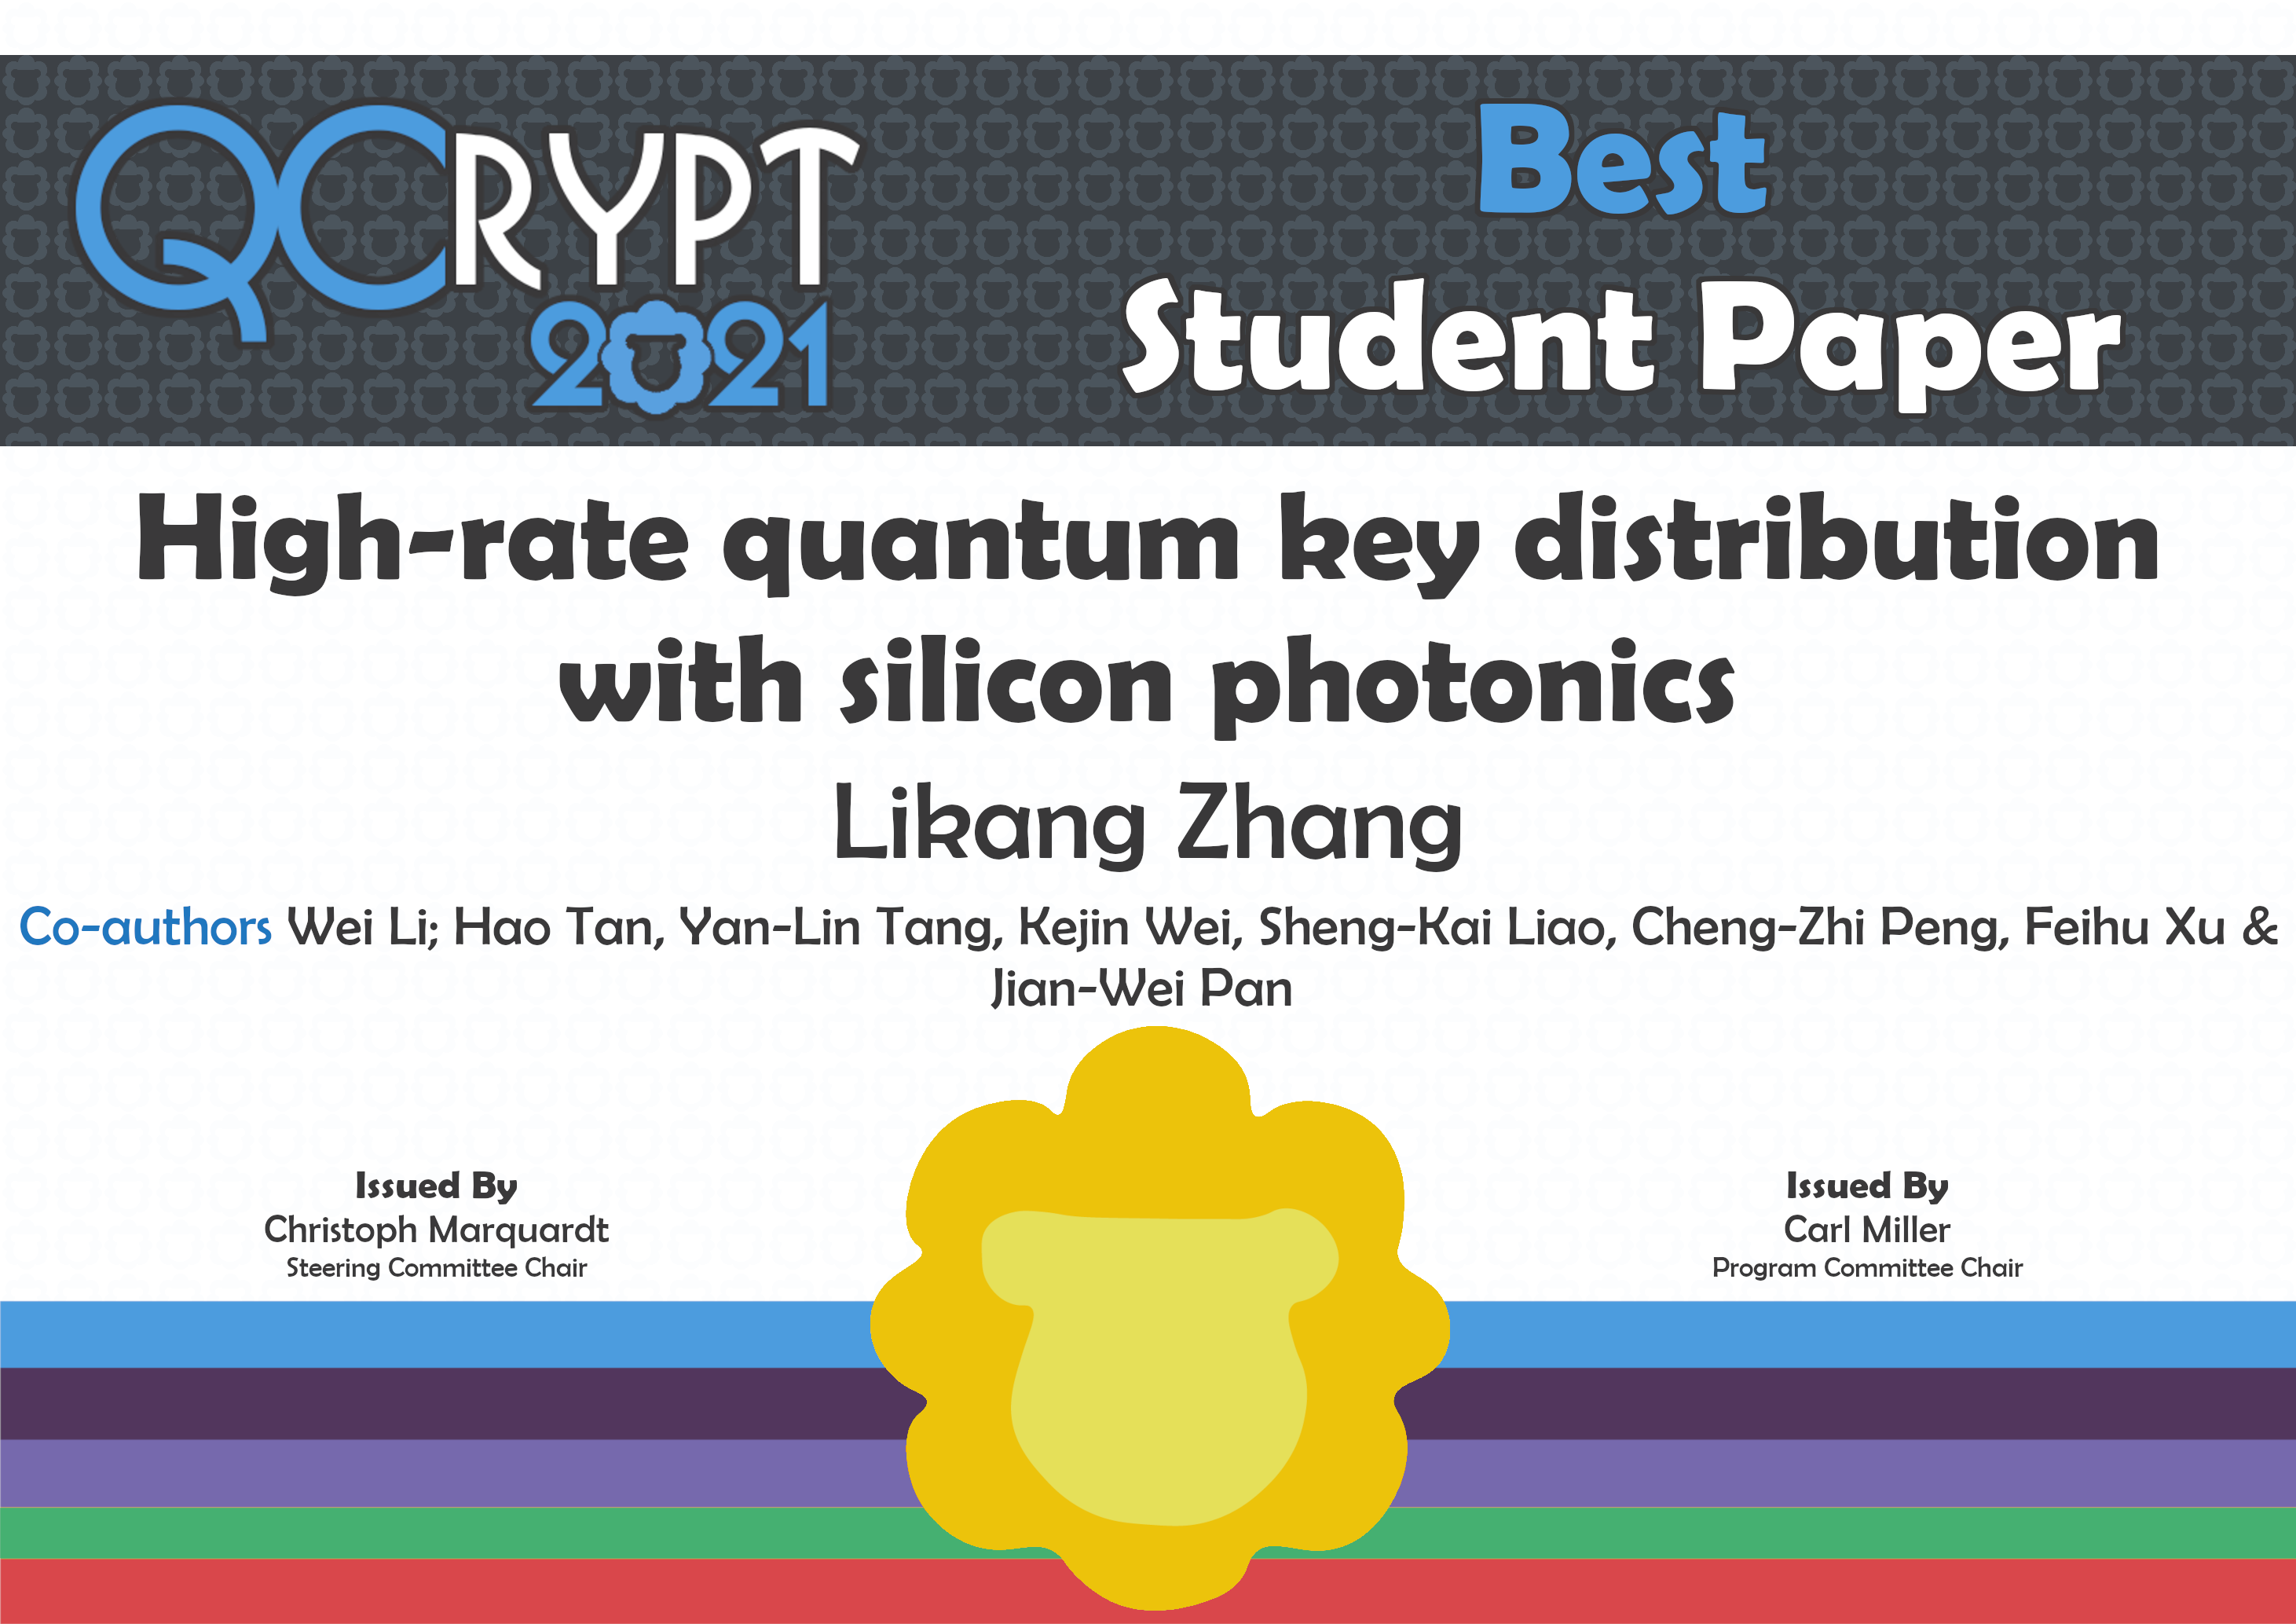 QCRYPT
2021
Best
Student Paper
High-rate quantum key distribution
with silicon photonics
Likang Zhang
Co-authors Wei Li; Hao Tan, Yan-Lin Tang, Kejin Wei, Sheng-Kai Liao, Cheng-Zhi Peng, Feihu Xu &
Jian-Wei Pan
Issued By
Christoph Marquardt
Steering Committee Chair
Issued By
Carl Miller
Program Committee Chair